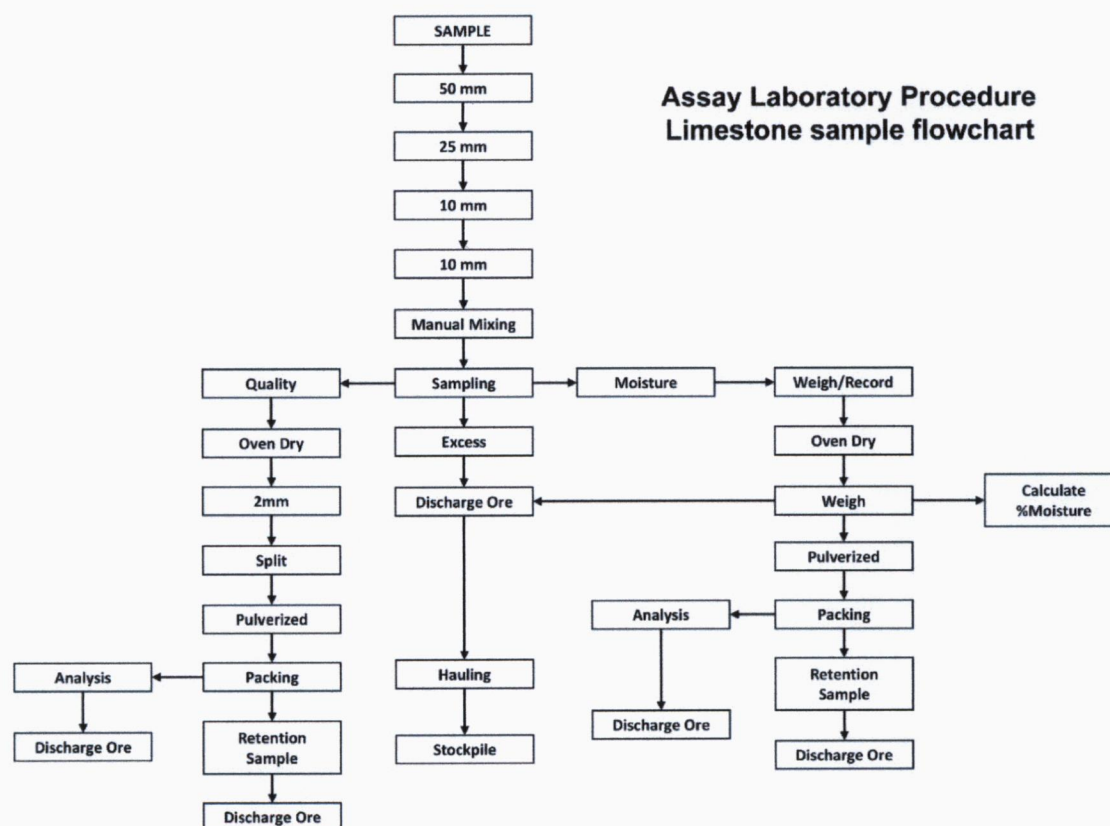 SAMPLE
50 mm
Assay Laboratory Procedure
Limestone sample flowchart
25 mm
10 mm
10 mm
Manual Mixing
Quality
Sampling
Moisture
Weigh/Record
Oven Dry
Excess
Oven Dry
2mm
Discharge Ore
Weigh
Calculate
%Moisture
Split
Pulverized
Pulverized
Analysis
Packing
Analysis
Packing
Hauling
Retention
Sample
Discharge Ore
Discharge Ore
Retention
Sample
Stockpile
Discharge Ore
Discharge Ore